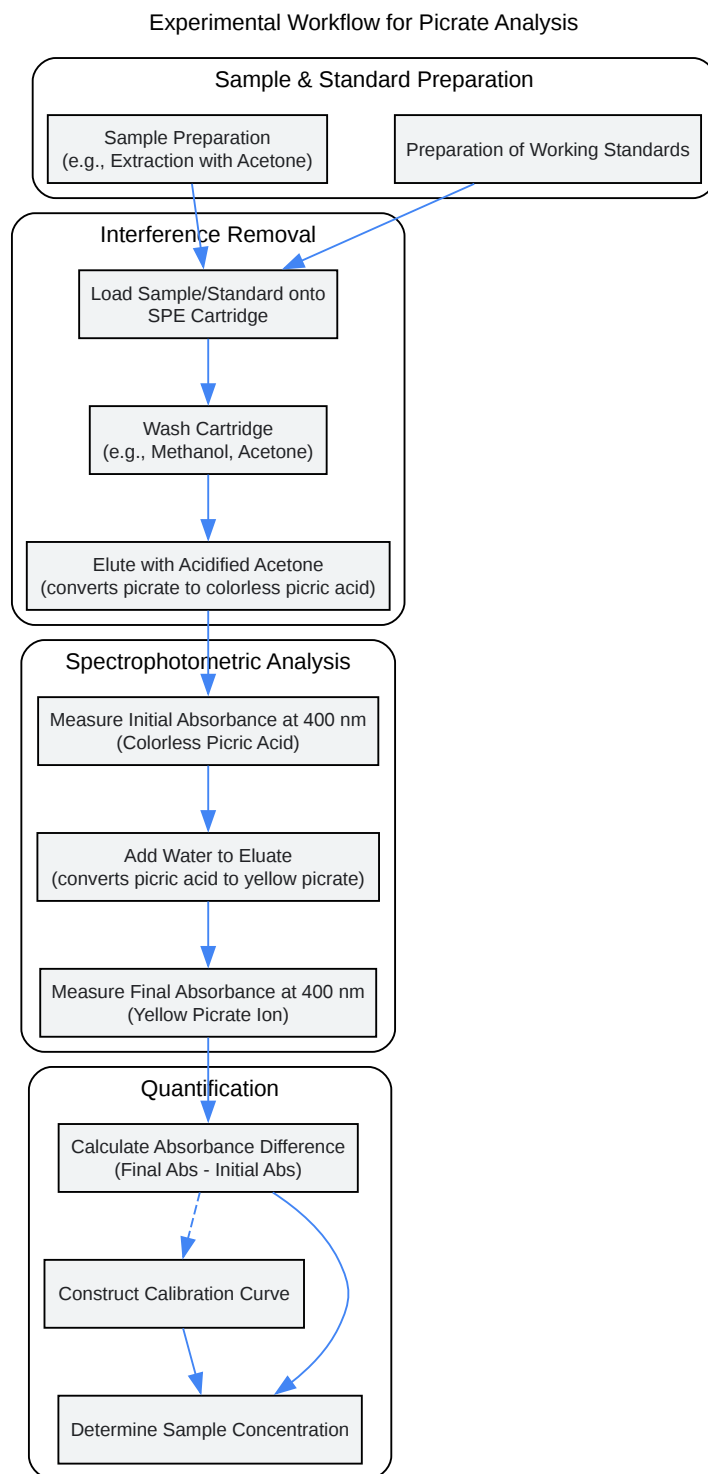 Experimental Workflow for Picrate Analysis
Sample & Standard Preparation
Sample Preparation
(e.g., Extraction with Acetone)
Preparation of Working Standards
Interference Removal
Load Sample/Standard onto
SPE Cartridge
Wash Cartridge
(e.g., Methanol, Acetone)
Elute with Acidified Acetone
(converts picrate to colorless picric acid)
Spectrophotometric Analysis
Measure Initial Absorbance at 400 nm
(Colorless Picric Acid)
Add Water to Eluate
(converts picric acid to yellow picrate)
Measure Final Absorbance at 400 nm
(Yellow Picrate Ion)
Quantification
Calculate Absorbance Difference
(Final Abs - Initial Abs)
Construct Calibration Curve
Determine Sample Concentration